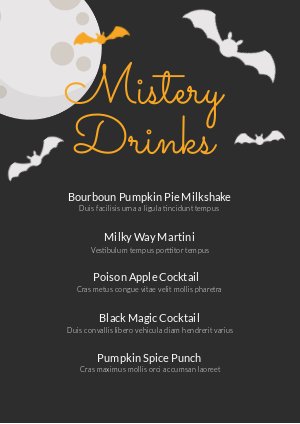 Mistery
Drinks
Bourboun Pumpkin Pie Milkshake
Duis facilisis urna a ligula tincidunt tempus
Milky Way Martini
Vestibulum tempus porttitor tempus
Poison Apple Cocktail
Cras metus congue vitae velit mollis pharetra
Black Magic Cocktail
Duis convallis libero vehicula diam hendrerit varius
Pumpkin Spice Punch
Cras maximus mollis orci accumsan laoreet